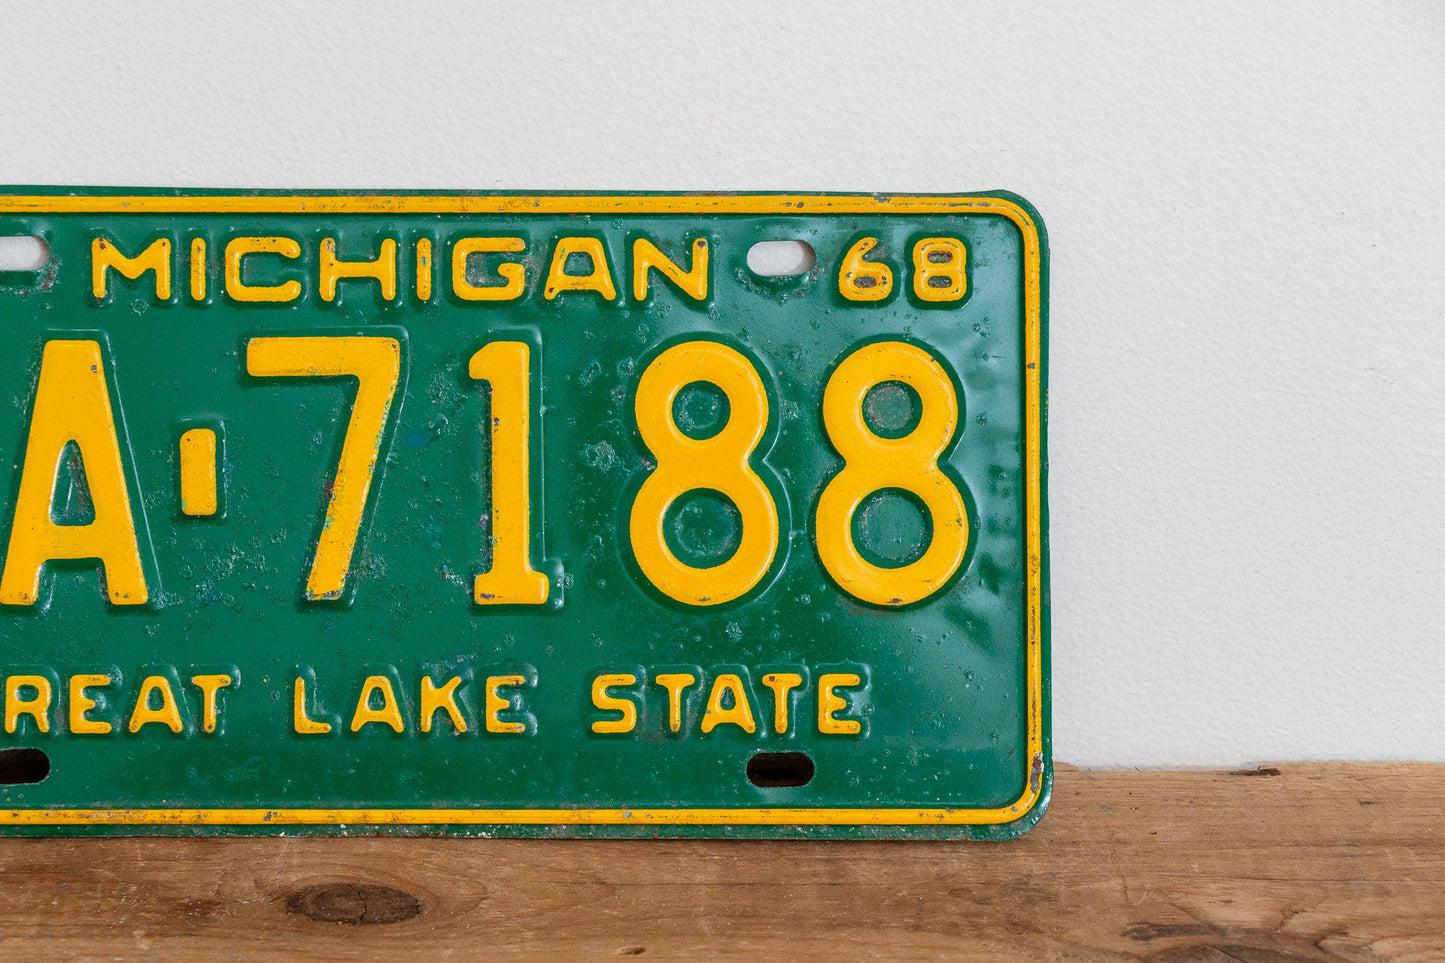 MICHIGAN 68
A-7188
REAT LAKE STATE